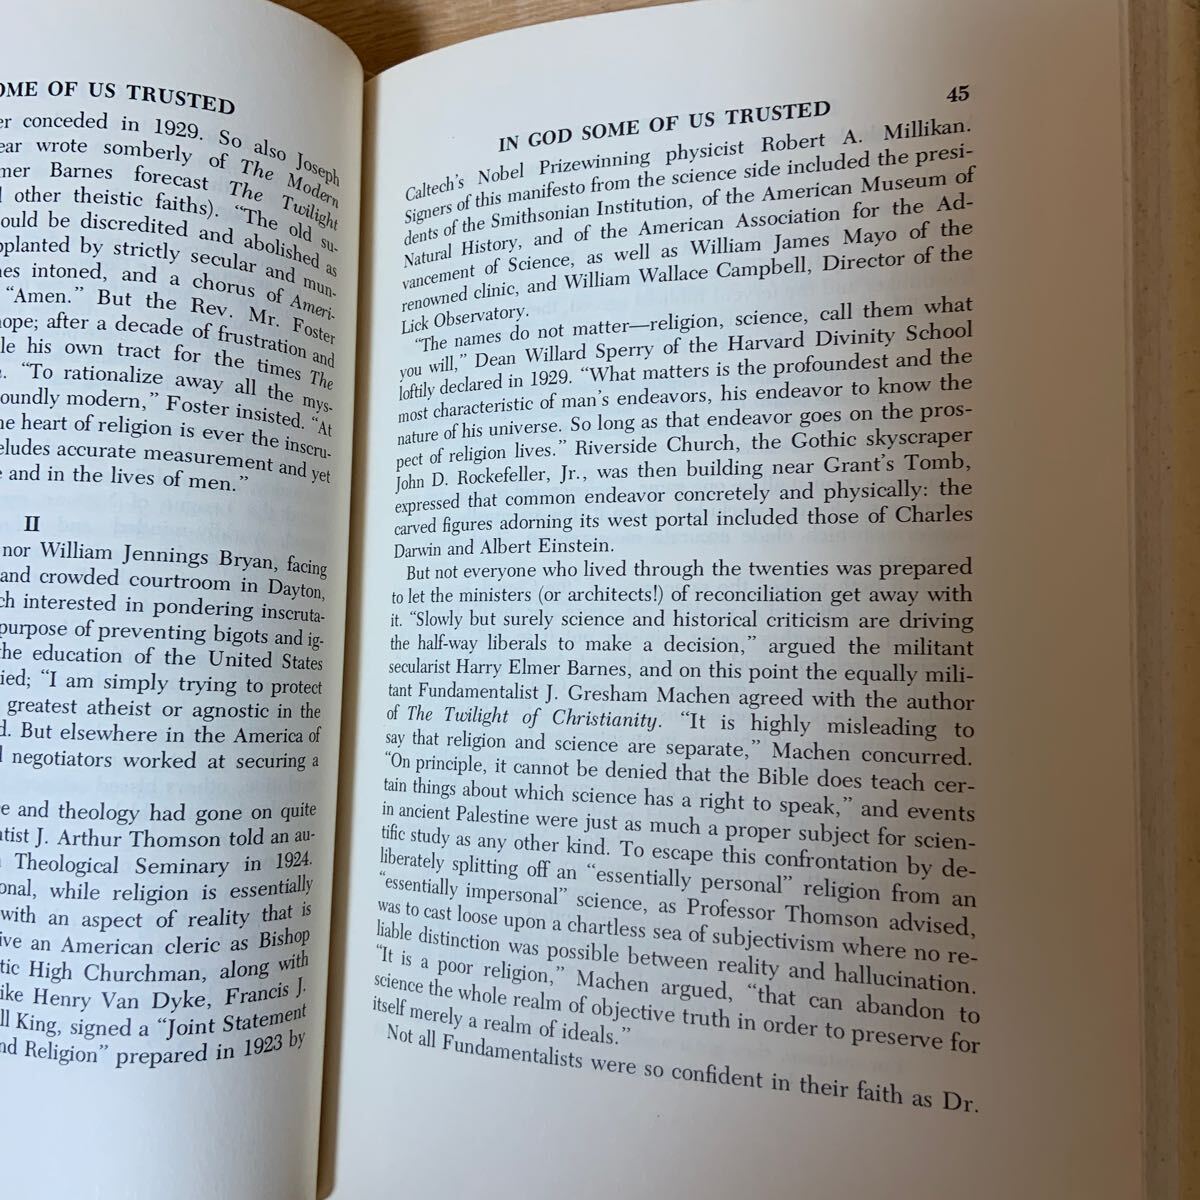 OME OF US TRUSTED
er conceded in 1929. So also Joseph
ear wrote somberly of The Modern
mer Barnes forecast The Twilight
l other theistic faiths). "The old su-
ould be discredited and abolished as
pplanted by strictly secular and mun-
nes intoned, and a chorus of Ameri-
"Amen." But the Rev. Mr. Foster
hope; after a decade of frustration and
le his own tract for the times The
"To rationalize away all the mys-
oundly modern," Foster insisted. "At
he heart of religion is ever the inscru-
eludes accurate measurement and yet
e and in the lives of men."
II
nor William Jennings Bryan, facing
and crowded courtroom in Dayton,
ch interested in pondering inscruta-
purpose of preventing bigots and ig-
the education of the United States
ied; "I am simply trying to protect
greatest atheist or agnostic in the
d. But elsewhere in the America of
l negotiators worked at securing a
ce and theology had gone on quite
ntist J. Arthur Thomson told an au-
Theological Seminary in 1924.
onal, while religion is essentially
with an aspect of reality that is
ive an American cleric as Bishop
tic High Churchman, along with
ike Henry Van Dyke, Francis J.
ll King, signed a "Joint Statement
nd Religion" prepared in 1923 by
IN GOD SOME OF US TRUSTED 45
Caltech's Nobel Prizewinning physicist Robert A. Millikan.
Signers of this manifesto from the science side included the presi-
dents of the Smithsonian Institution, of the American Museum of
Natural History, and of the American Association for the Ad-
vancement of Science, as well as William James Mayo of the
renowned clinic, and William Wallace Campbell, Director of the
Lick Observatory.
"The names do not matter—religion, science, call them what
you will," Dean Willard Sperry of the Harvard Divinity School
loftily declared in 1929. "What matters is the profoundest and the
most characteristic of man's endeavors, his endeavor to know the
nature of his universe. So long as that endeavor goes on the pros-
pect of religion lives." Riverside Church, the Gothic skyscraper
John D. Rockefeller, Jr., was then building near Grant's Tomb,
expressed that common endeavor concretely and physically: the
carved figures adorning its west portal included those of Charles
Darwin and Albert Einstein.
But not everyone who lived through the twenties was prepared
to let the ministers (or architects!) of reconciliation get away with
it. "Slowly but surely science and historical criticism are driving
the half-way liberals to make a decision," argued the militant
secularist Harry Elmer Barnes, and on this point the equally mili-
tant Fundamentalist J. Gresham Machen agreed with the author
of The Twilight of Christianity. "It is highly misleading to
say that religion and science are separate," Machen concurred.
"On principle, it cannot be denied that the Bible does teach cer-
tain things about which science has a right to speak," and events
in ancient Palestine were just as much a proper subject for scien-
tific study as any other kind. To escape this confrontation by de-
liberately splitting off an "essentially personal" religion from an
"essentially impersonal" science, as Professor Thomson advised,
was to cast loose upon a chartless sea of subjectivism where no re-
liable distinction was possible between reality and hallucination.
"It is a poor religion," Machen argued, "that can abandon to
science the whole realm of objective truth in order to preserve for
itself merely a realm of ideals."
Not all Fundamentalists were so confident in their faith as Dr.